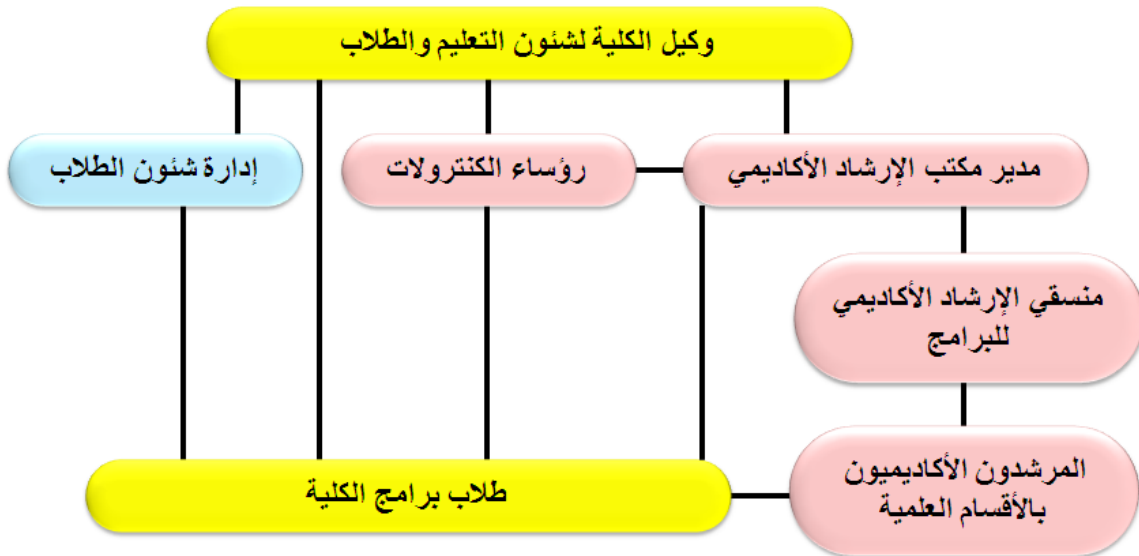 وكيل الكلية لشئون التعليم والطلاب
مدير مكتب الإرشاد الأكاديمي
رؤساء الكنترولات
إدارة شئون الطلاب
منسقي الإرشاد الأكاديمي
للبرامج
المرشدون الأكاديميون
بالأقسام العلمية
طلاب برامج الكلية